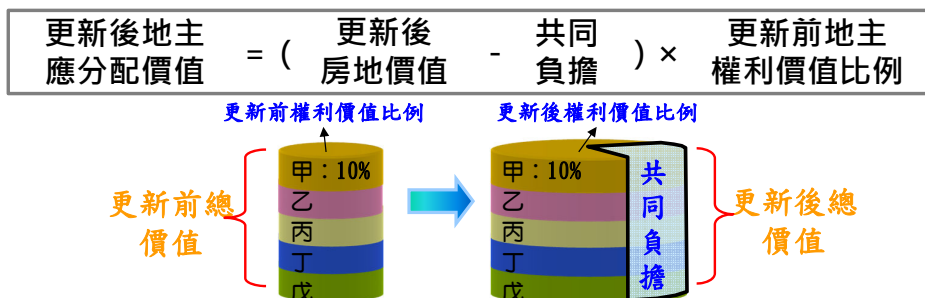 更新後地主
應分配價值
= (
更新後
房地價值
-
共同
負擔
) ×
更新前地主
權利價值比例
更新前權利價值比例
更新後權利價值比例
更新前總
價值
甲：10%
乙
丙
丁
戊
甲：10%
乙
丙
丁
戊
共
同
負
擔
更新後總
價值